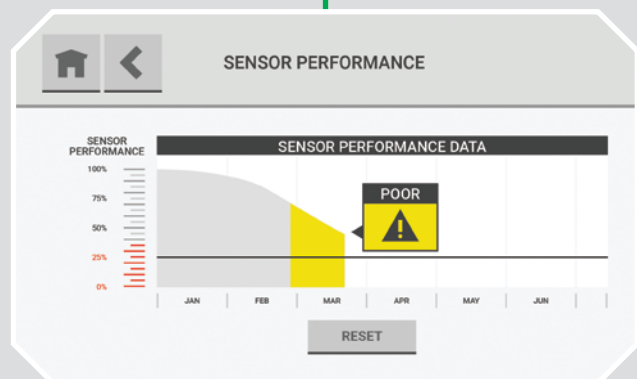 SENSOR PERFORMANCE
SENSOR
PERFORMANCE
SENSOR PERFORMANCE DATA
100%
75%
50%
25%
0%
POOR
!
JAN FEB MAR APR MAY JUN
RESET